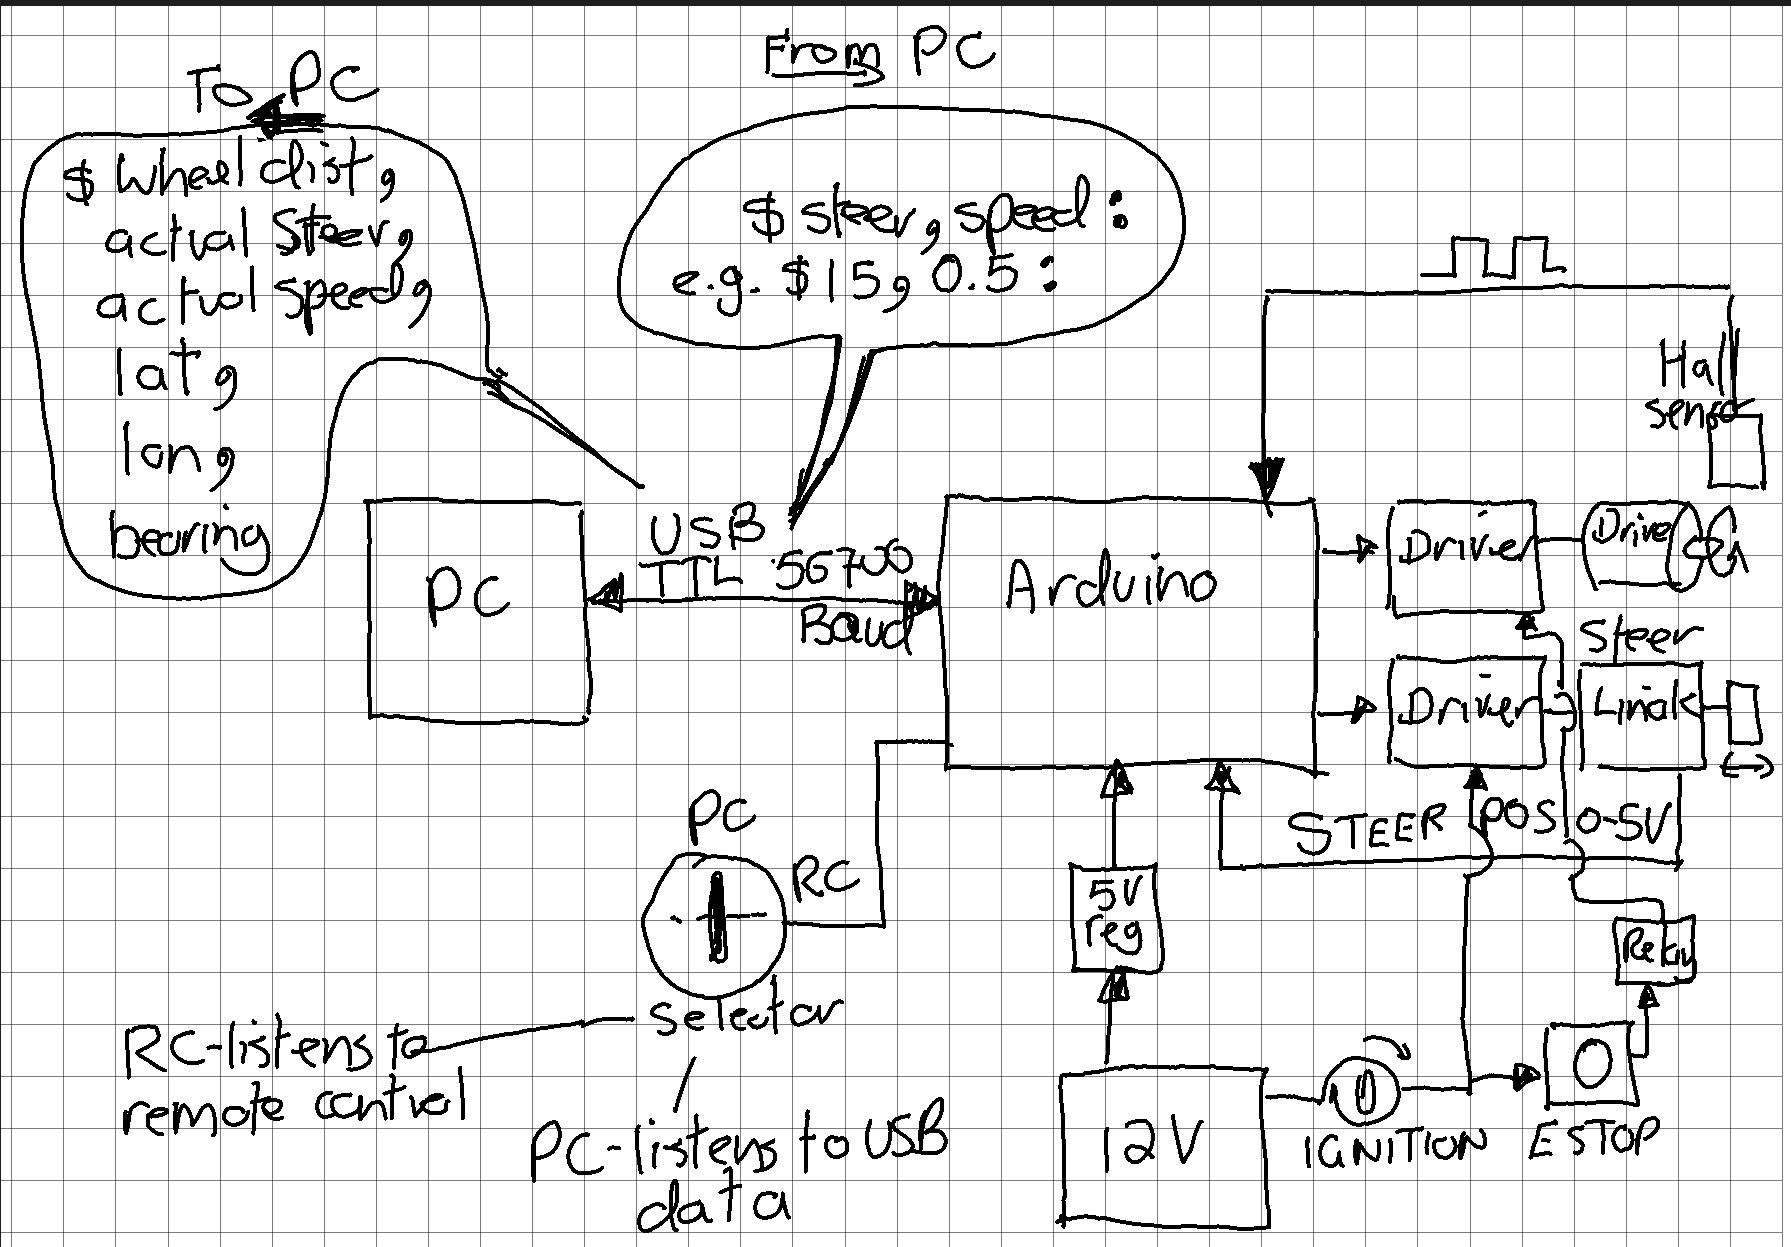 From PC
To PC
$ wheel dist,
actual Steer,
actual speed,
lat,
lon,
bearing
$ steer, speed:
e.g. $15, 0.5:
Hall
sensor
PC
USB
TTL 56700
Baud
Arduino
Driver
Drive
Steer
Driver
Linak
STEER POS 0-5V
PC
RC
selector
5V
reg
Relay
RC-listens to
remote control
PC-listens to USB
data
12V
IGNITION
ESTOP